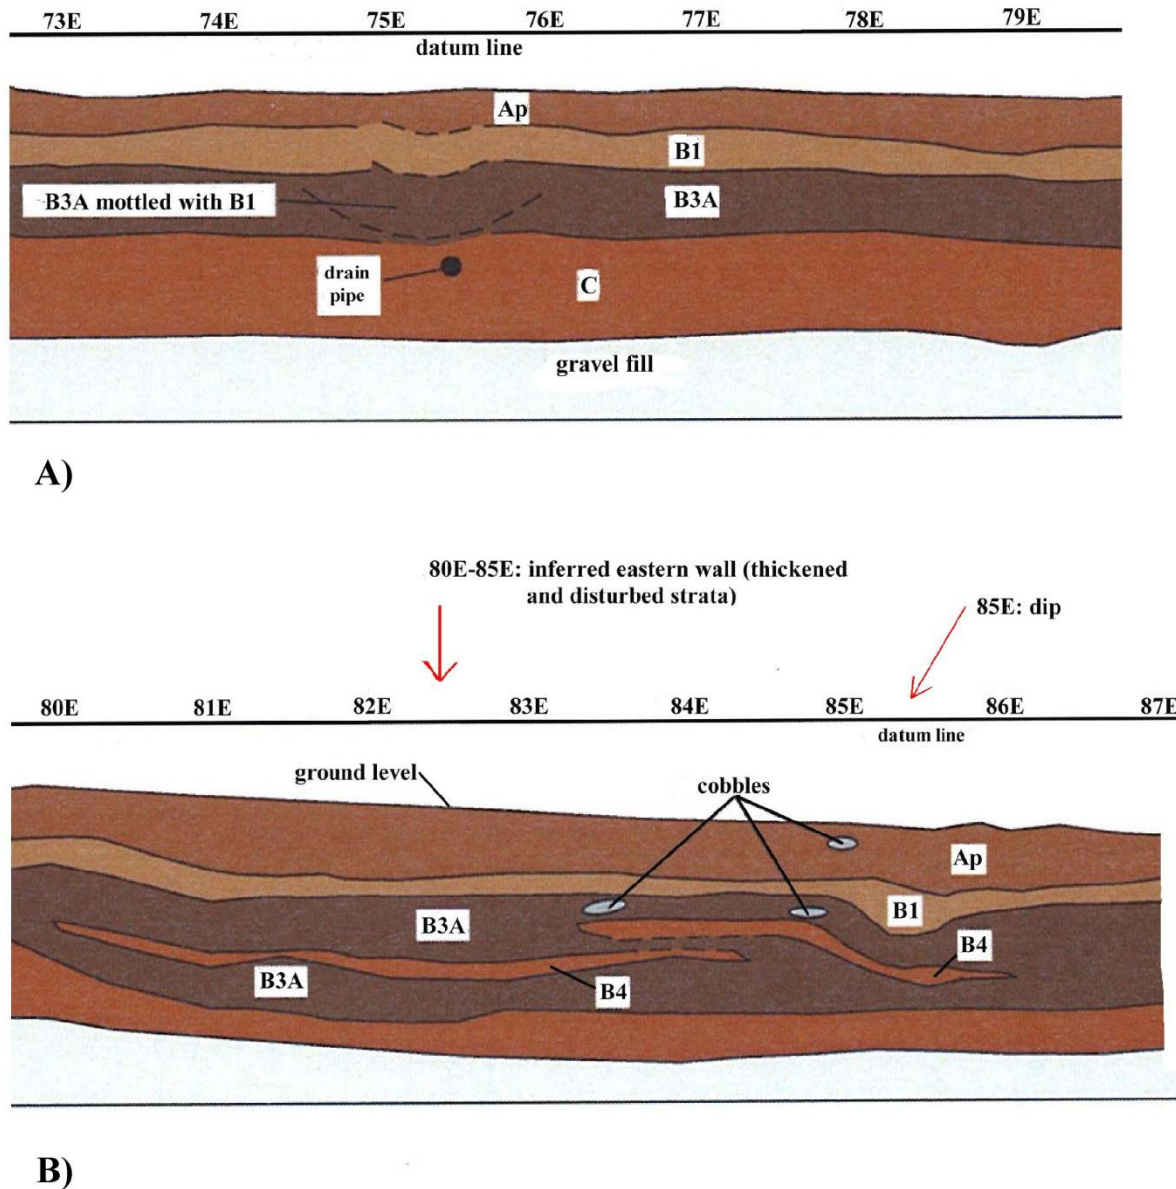 73E 74E 75E 76E 77E 78E 79E
datum line
Ap
B1
B3A mottled with B1
B3A
drain
pipe
C
gravel fill
A)
80E-85E: inferred eastern wall (thickened
and disturbed strata)
85E: dip
80E 81E 82E 83E 84E 85E 86E 87E
datum line
ground level
cobbles
Ap
B3A
B1
B4
B3A
B4
B)